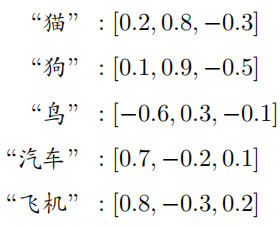 “猫” : [0.2, 0.8, −0.3]
“狗” : [0.1, 0.9, −0.5]
“鸟” : [−0.6, 0.3, −0.1]
“汽车” : [0.7, −0.2, 0.1]
“飞机” : [0.8, −0.3, 0.2]